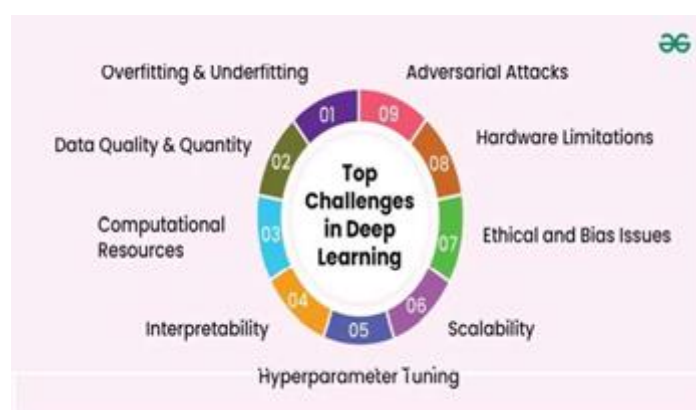 Overfitting & Underfitting
01
Data Quality & Quantity
02
Computational
Resources
03
Interpretability
04
Hyperparameter Tuning
05
Scalability
06
Ethical and Bias Issues
07
Hardware Limitations
08
Adversarial Attacks
09
Top
Challenges
in Deep
Learning